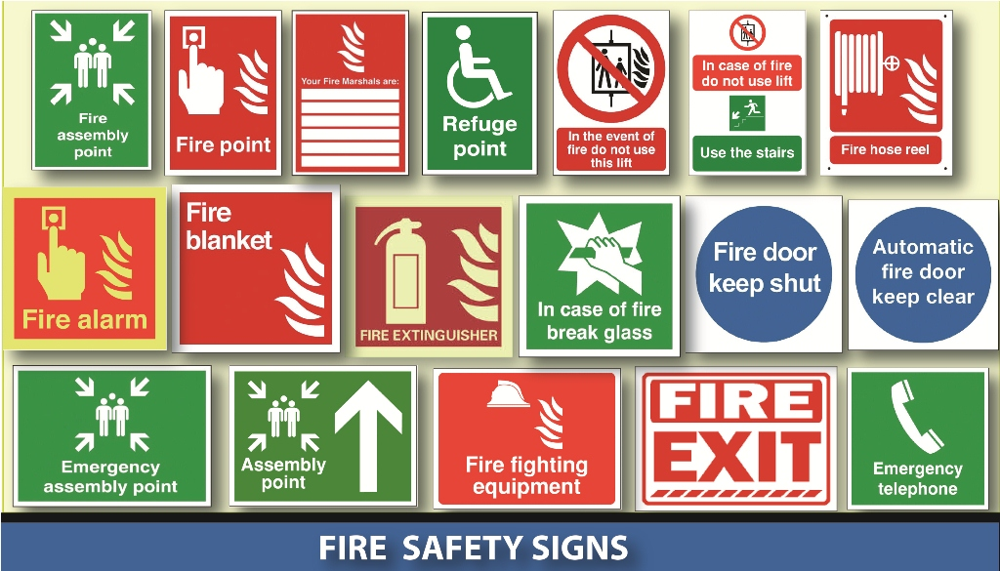 Fire
assembly
point
Fire point
Your Fire Marshals are:
Refuge
point
In the event of
fire do not use
this lift
In case of fire
do not use lift
Use the stairs
Fire hose reel
Fire alarm
Fire
blanket
FIRE EXTINGUISHER
In case of fire
break glass
Fire door
keep shut
Automatic
fire door
keep clear
Emergency
assembly point
Assembly
point
Fire fighting
equipment
FIRE
EXIT
Emergency
telephone
FIRE SAFETY SIGNS